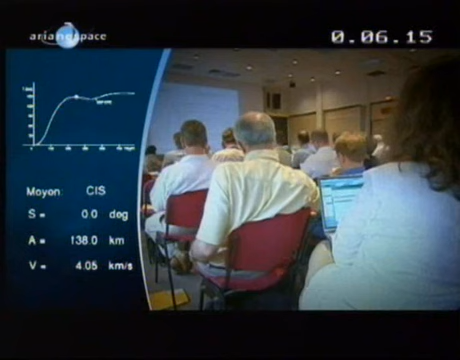 arianespace
0.06.15
Moyen: CIS
S = 0.0 deg
A = 138.0 km
V = 4.05 km/s